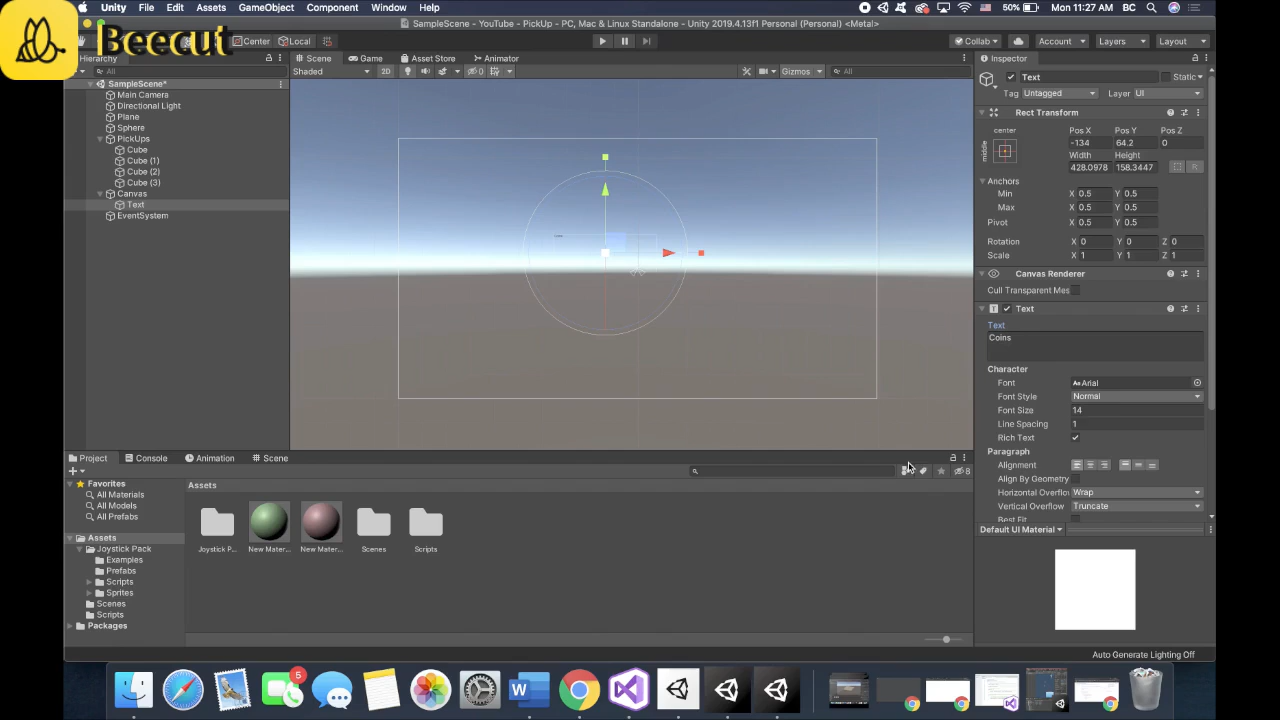 Unity File Edit Assets GameObject Component Window Help 50% Mon 11:27 AM BC
SampleScene - YouTube - PickUp - PC, Mac & Linux Standalone - Unity 2019.4.13f1 Personal (Personal) <Metal>
Beecut
Center Local Collab Account Layers Layout
Hierarchy
All
SampleScene*
Main Camera
Directional Light
Plane
Sphere
PickUps
Cube
Cube (1)
Cube (2)
Cube (3)
Canvas
Text
EventSystem
Scene Game Asset Store Animator
Shaded 2D 0 Gizmos All
Inspector
Text Static
Tag Untagged Layer UI
Rect Transform
center
middle
Pos X Pos Y Pos Z
-134 64.2 0
Width Height
428.0978 158.3447
R
Anchors
Min X 0.5 Y 0.5
Max X 0.5 Y 0.5
Pivot X 0.5 Y 0.5
Rotation X 0 Y 0 Z 0
Scale X 1 Y 1 Z 1
Canvas Renderer
Cull Transparent Mes
Text
Text
Coins
Character
Font Arial
Font Style Normal
Font Size 14
Line Spacing 1
Rich Text
Paragraph
Alignment
Align By Geometry
Horizontal Overflow Wrap
Vertical Overflow Truncate
Best Fit
Default UI Material
Project Console Animation Scene
8
Favorites
All Materials
All Models
All Prefabs
Assets
Joystick Pack
Examples
Prefabs
Scripts
Sprites
Scenes
Scripts
Packages
Assets
Joystick P... New Mater... New Mater... Scenes Scripts
Auto Generate Lighting Off
5
W